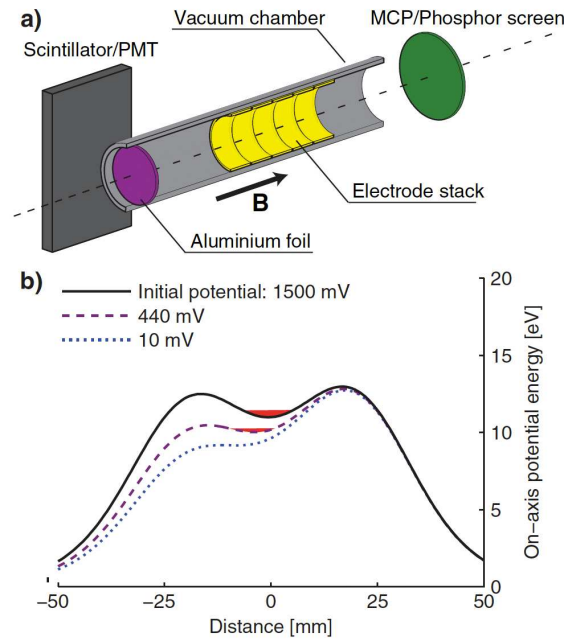 a)
Vacuum chamber
MCP/Phosphor screen
Scintillator/PMT
B
Electrode stack
Aluminium foil
b)
Initial potential: 1500 mV
440 mV
10 mV
20
15
10
5
0
On-axis potential energy [eV]
−50
−25
0
25
50
Distance [mm]